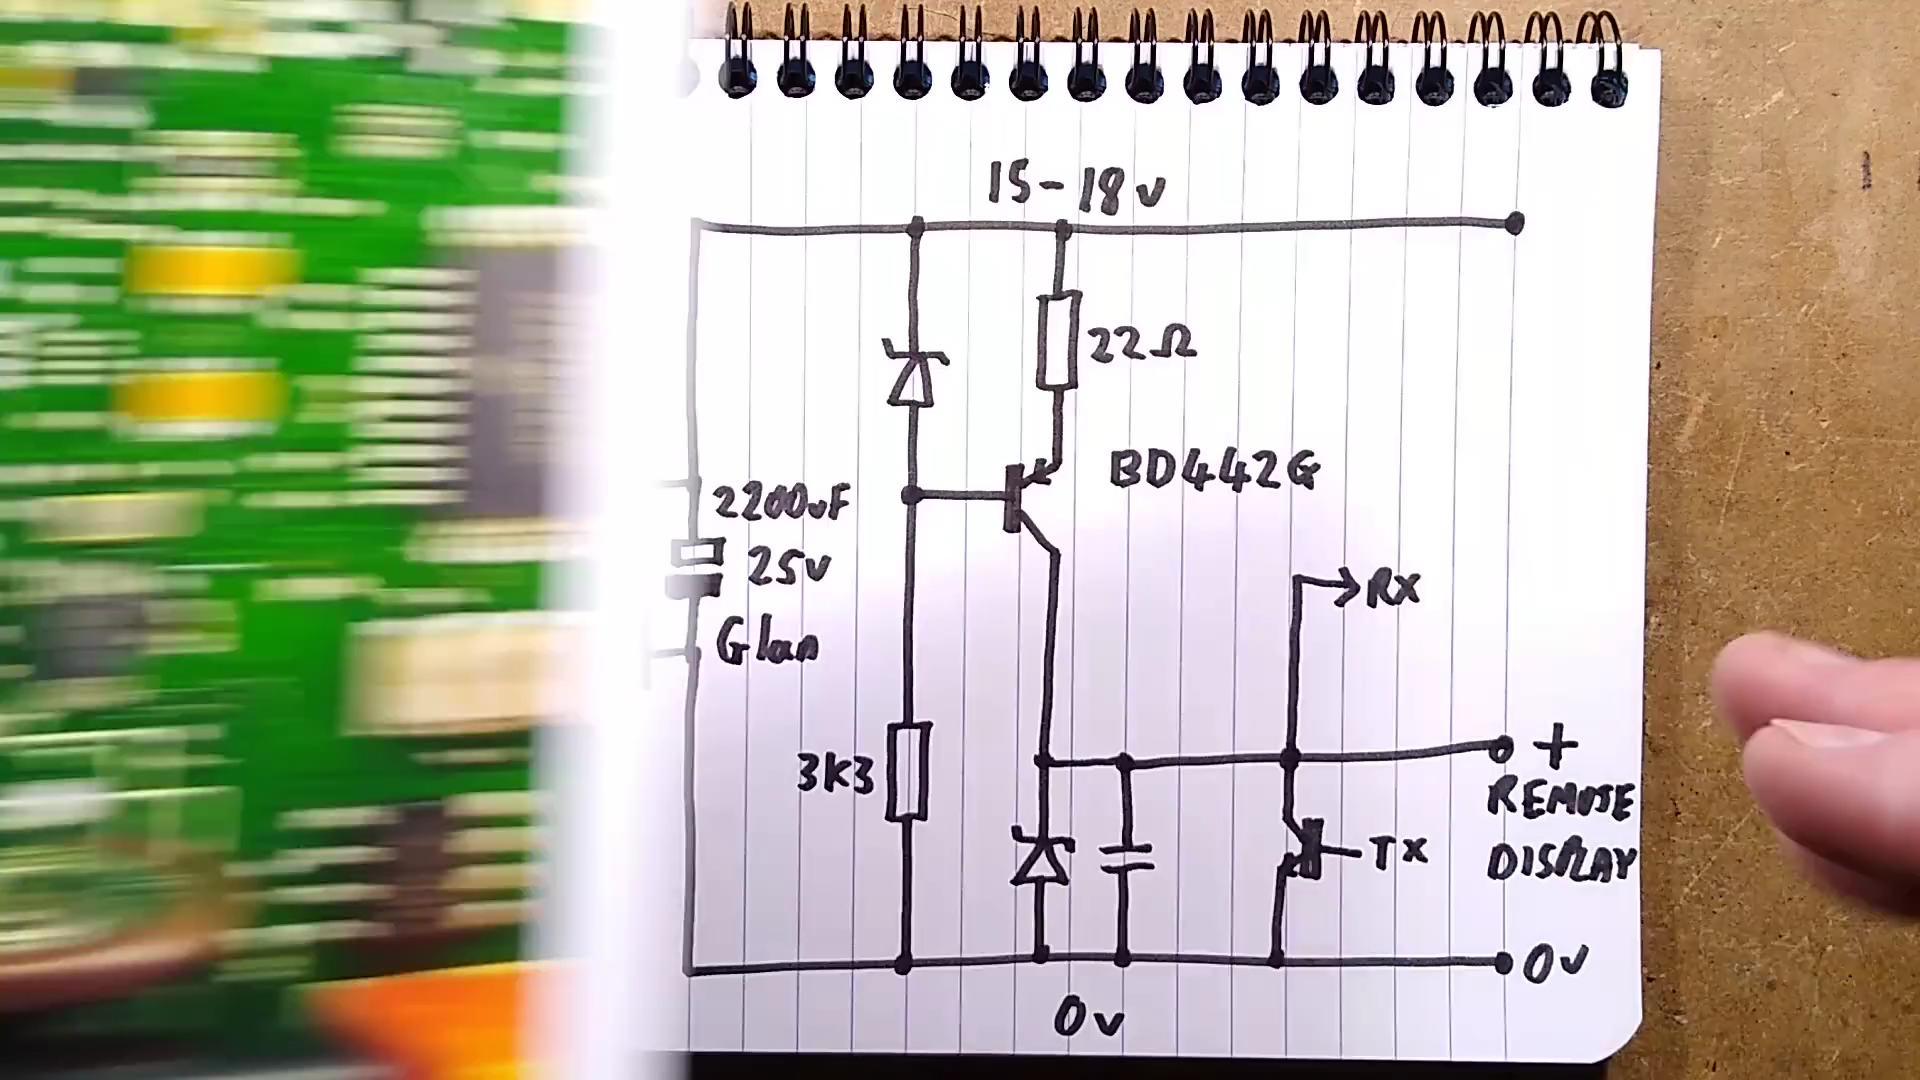 15-18v
22Ω
BD442G
2200uF
25v
Glan
RX
3K3
+
REMOTE
DISPLAY
TX
0v
0v